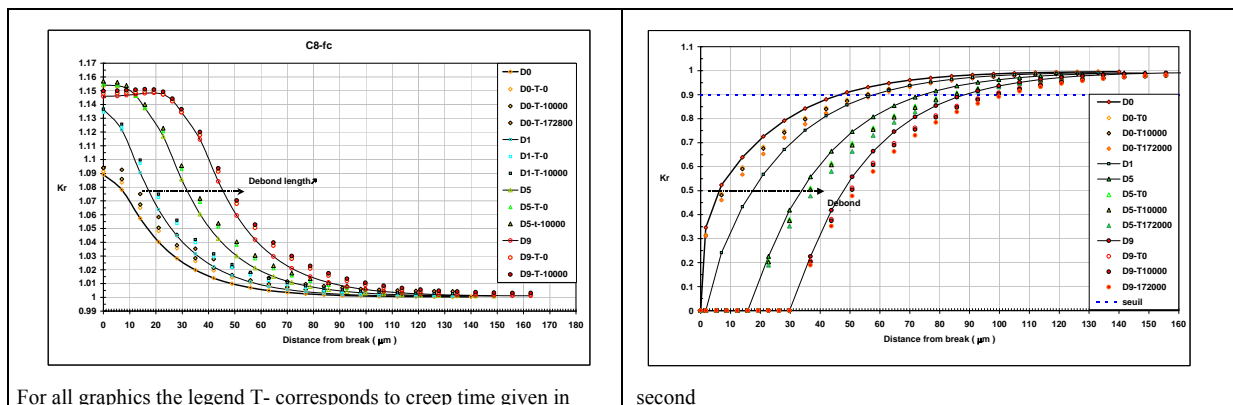 C8-fc
1.17
1.16
1.15
1.14
1.13
1.12
1.11
1.1
1.09
1.08
1.07
1.06
1.05
1.04
1.03
1.02
1.01
1
0.99
Kr
Debond length
0 10 20 30 40 50 60 70 80 90 100 110 120 130 140 150 160 170 180
Distance from break ( µm )
D0
D0-T-0
D0-T-10000
D0-T-172800
D1
D1-T-0
D1-T-10000
D5
D5-T-0
D5-t-10000
D9
D9-T-0
D9-T-10000
For all graphics the legend T- corresponds to creep time given in
1.1
1
0.9
0.8
0.7
0.6
0.5
0.4
0.3
0.2
0.1
0
Kr
Debond
0 10 20 30 40 50 60 70 80 90 100 110 120 130 140 150 160
Distance from break ( µm )
D0
D0-T0
D0-T10000
D0-T172000
D1
D5
D5-T0
D5-T10000
D5-T172000
D9
D9-T0
D9-T10000
D9-172000
seuil
second